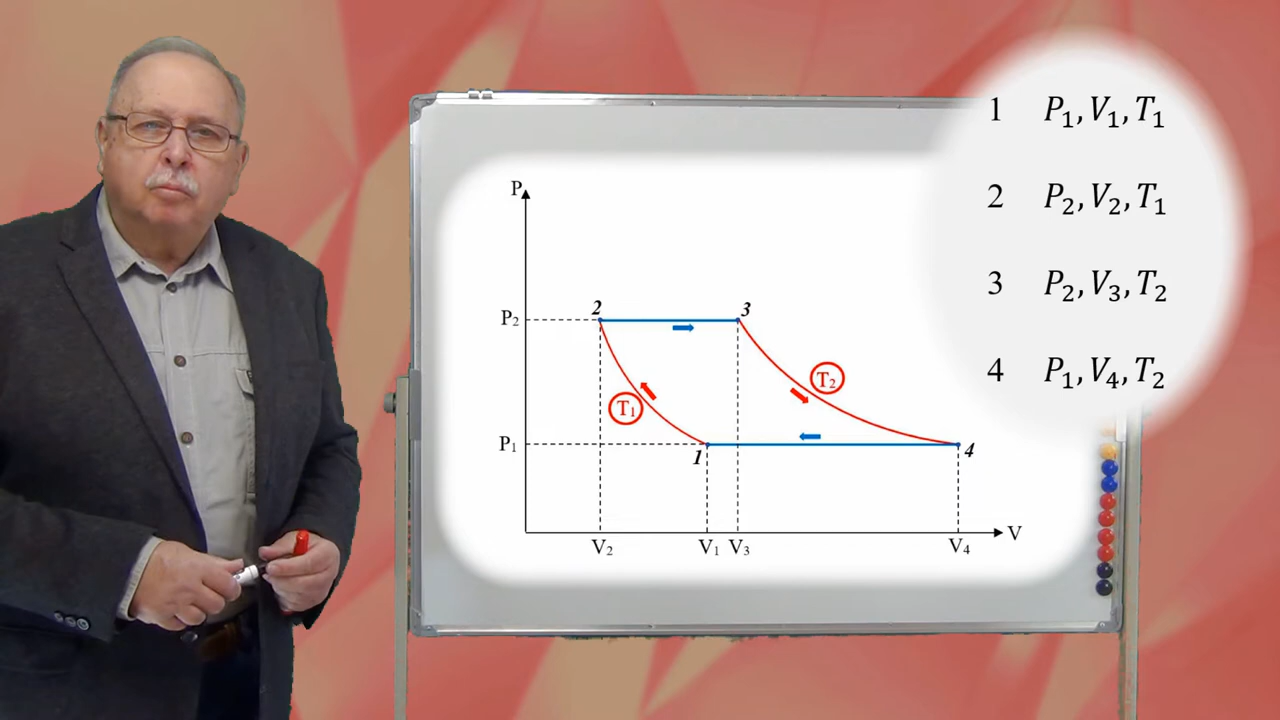 1 P₁, V₁, T₁
2 P₂, V₂, T₁
3 P₂, V₃, T₂
4 P₁, V₄, T₂
P
2
3
P₂
T₂
T₁
P₁
1
4
V
V₂
V₁
V₃
V₄